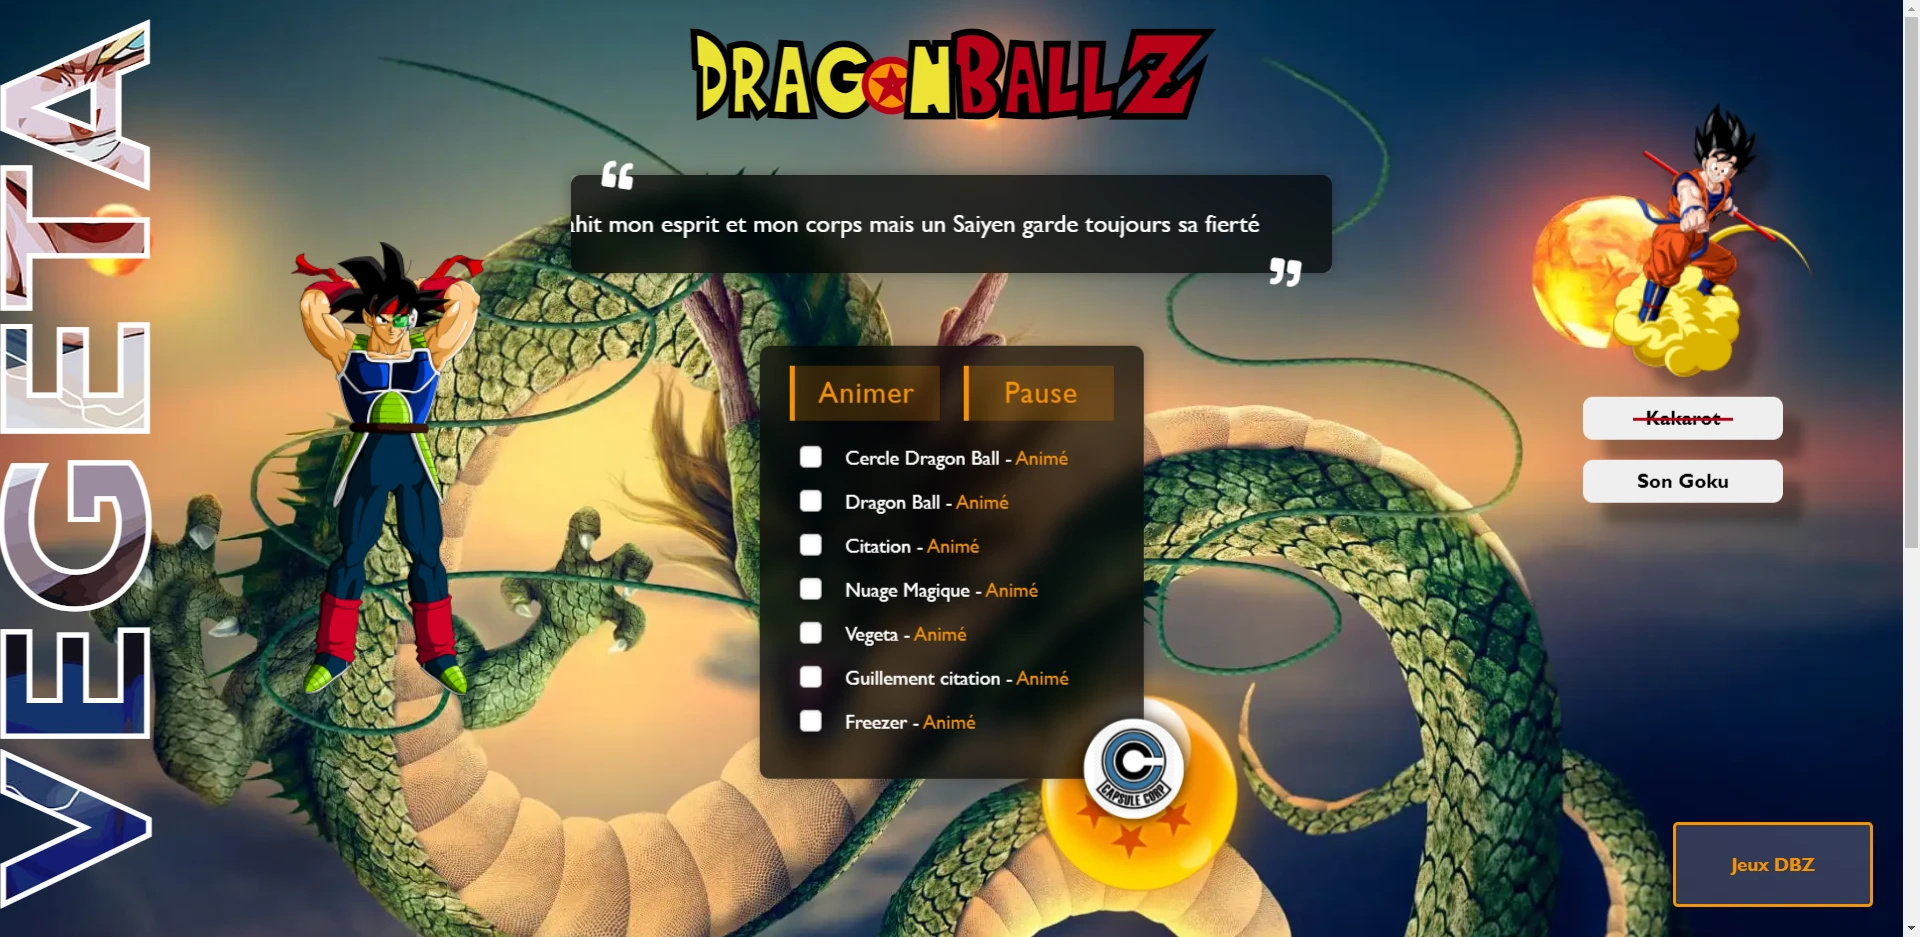 VEGETA
DRAGONBALLZ
“
mon esprit et mon corps mais un Saiyen garde toujours sa fierté
”
Animer
Pause
Cercle Dragon Ball - Animé
Dragon Ball - Animé
Citation - Animé
Nuage Magique - Animé
Vegeta - Animé
Guillement citation - Animé
Freezer - Animé
CAPSULE CORP
Kakarot
Son Goku
Jeux DBZ